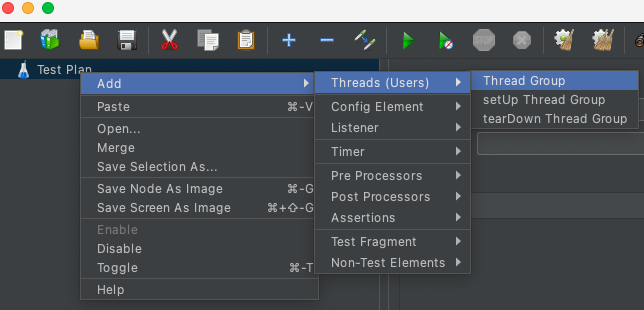 Test Plan
Add
Paste ⌘-V
Open...
Merge
Save Selection As...
Save Node As Image ⌘-G
Save Screen As Image ⌘+⇧-G
Enable
Disable
Toggle ⌘-T
Help
Threads (Users)
Config Element
Listener
Timer
Pre Processors
Post Processors
Assertions
Test Fragment
Non-Test Elements
Thread Group
setUp Thread Group
tearDown Thread Group
STOP